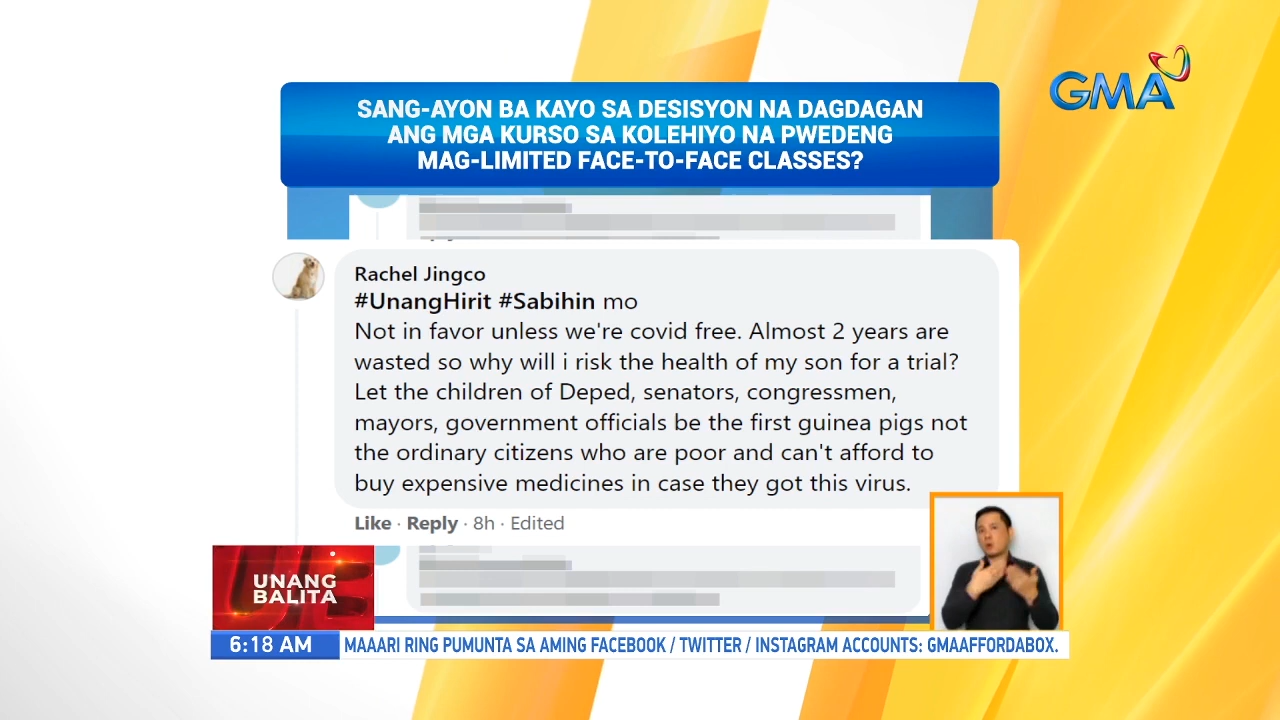 GMA
SANG-AYON BA KAYO SA DESISYON NA DAGDAGAN
ANG MGA KURSO SA KOLEHIYO NA PWEDENG
MAG-LIMITED FACE-TO-FACE CLASSES?
Rachel Jingco
#UnangHirit #Sabihin mo
Not in favor unless we're covid free. Almost 2 years are
wasted so why will i risk the health of my son for a trial?
Let the children of Deped, senators, congressmen,
mayors, government officials be the first guinea pigs not
the ordinary citizens who are poor and can't afford to
buy expensive medicines in case they got this virus.
Like · Reply · 8h · Edited
UNANG
BALITA
6:18 AM MAAARI RING PUMUNTA SA AMING FACEBOOK / TWITTER / INSTAGRAM ACCOUNTS: GMAAFFORDABOX.